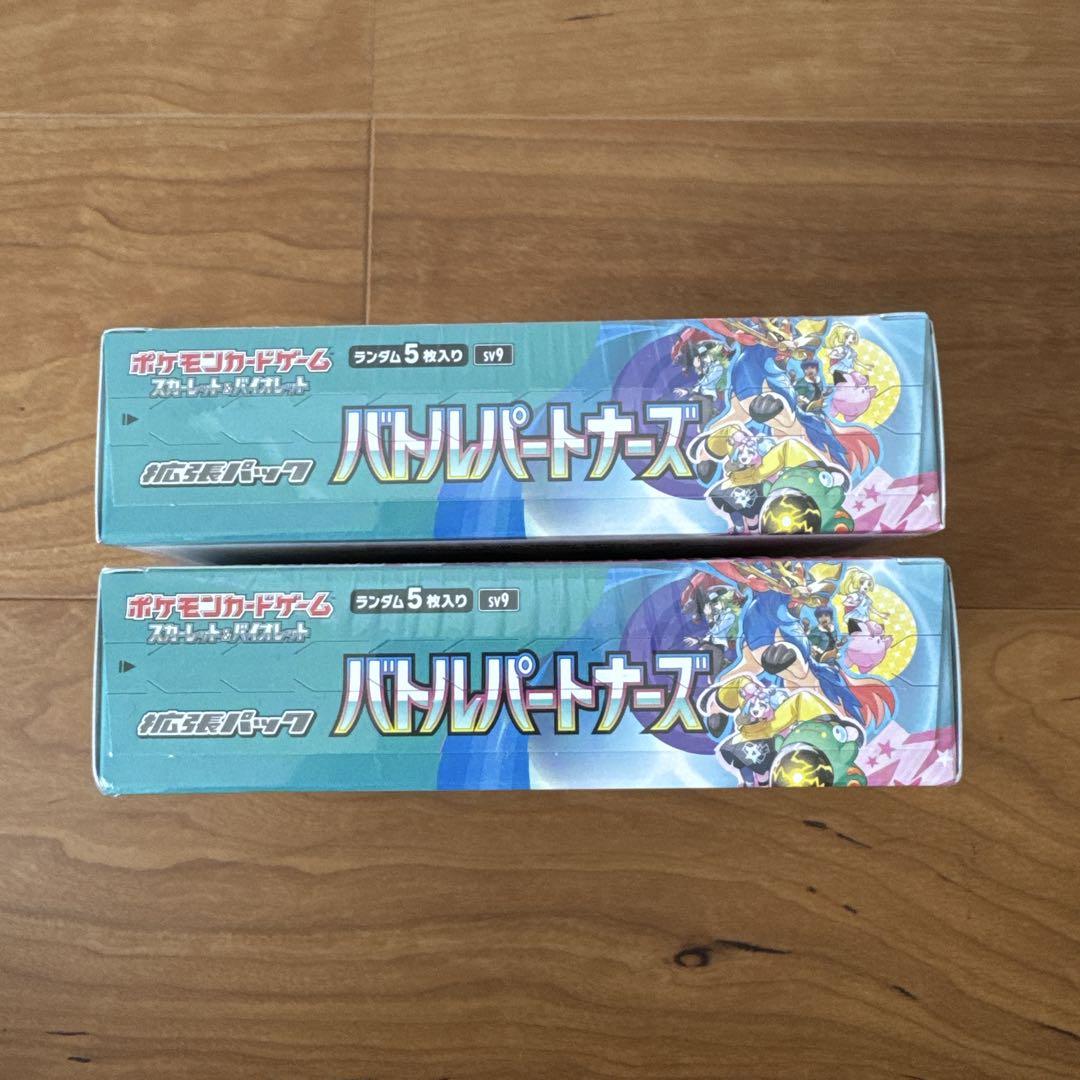 ポケモンカードゲーム
スカーレット&バイオレット
ランダム5枚入り
sv9
拡張パック
バトルパートナーズ
ポケモンカードゲーム
スカーレット&バイオレット
ランダム5枚入り
sv9
拡張パック
バトルパートナーズ